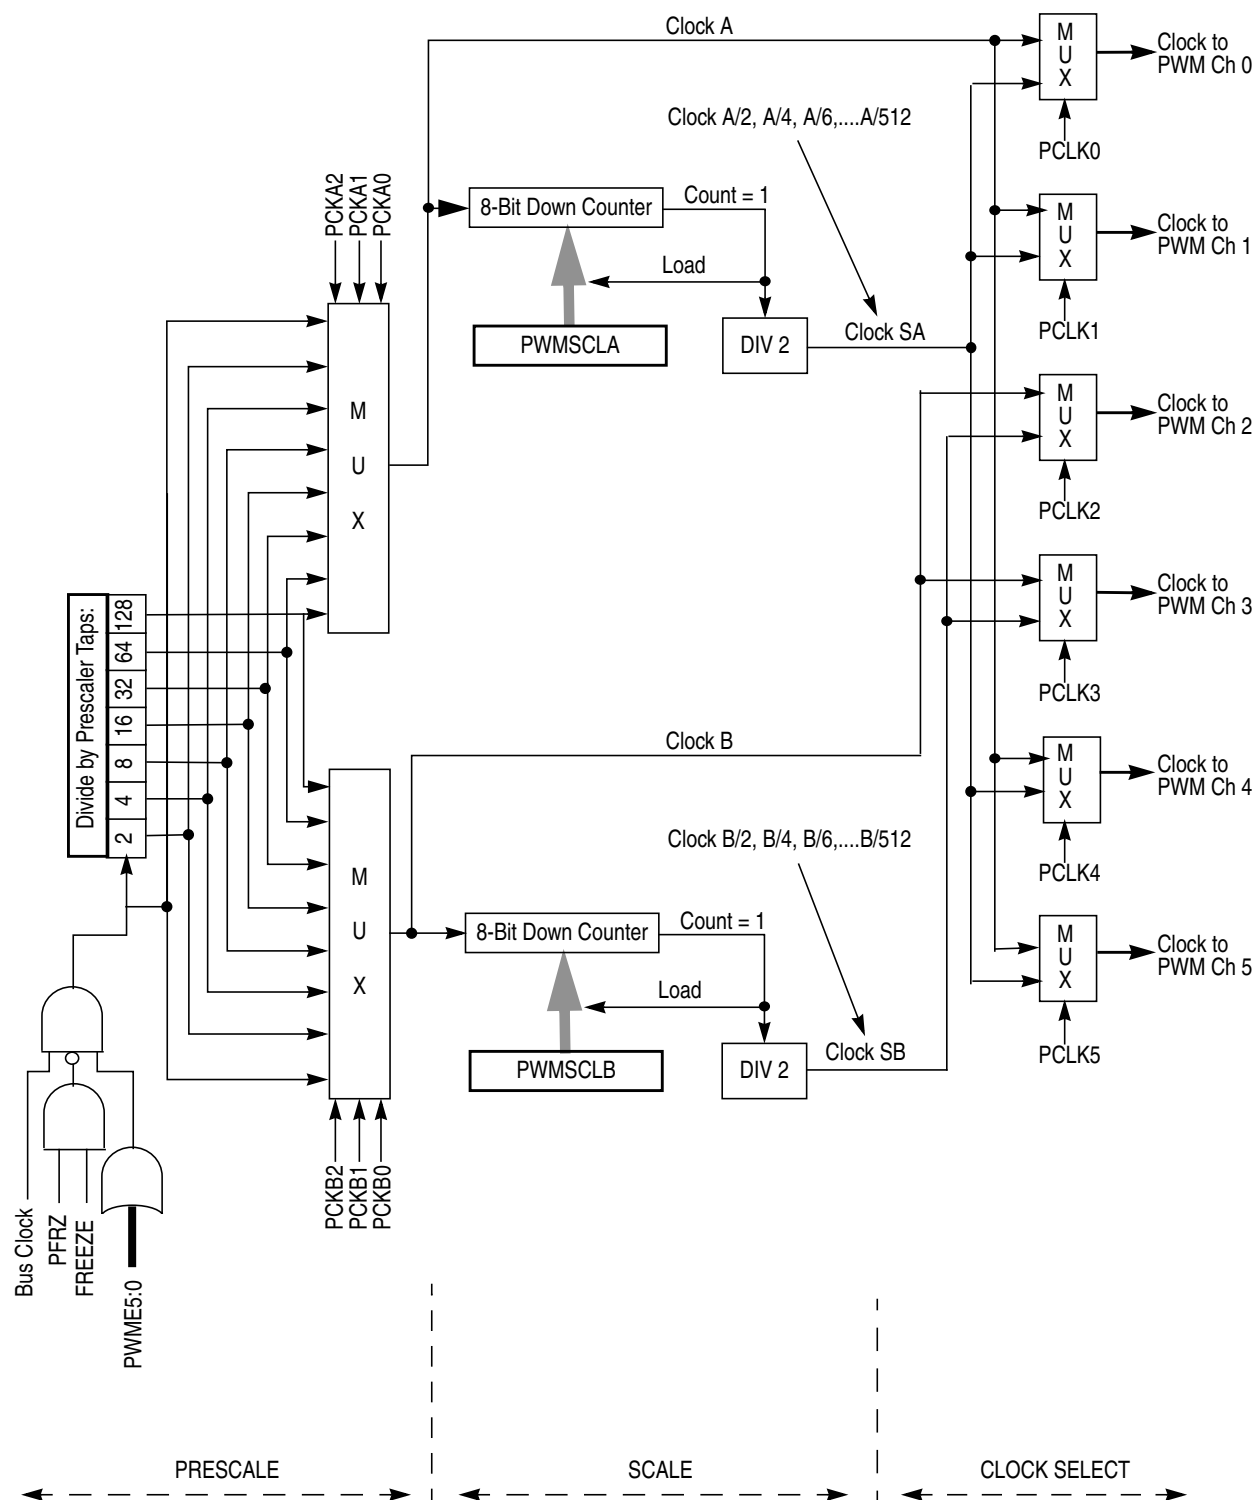 Clock A
M
U
X
Clock to
PWM Ch 0
PCLK0
Clock A/2, A/4, A/6,....A/512
PCKA2
PCKA1
PCKA0
8-Bit Down Counter
Count = 1
M
U
X
Clock to
PWM Ch 1
PCLK1
Load
PWMSCLA
DIV 2
Clock SA
M
U
X
M
U
X
Clock to
PWM Ch 2
PCLK2
M
U
X
Clock to
PWM Ch 3
PCLK3
Divide by Prescaler Taps:
128
64
32
16
8
4
2
Clock B
M
U
X
Clock to
PWM Ch 4
PCLK4
Clock B/2, B/4, B/6,....B/512
M
U
X
8-Bit Down Counter
Count = 1
M
U
X
Clock to
PWM Ch 5
PCLK5
Load
PWMSCLB
DIV 2
Clock SB
PCKB2
PCKB1
PCKB0
Bus Clock
PFRZ
FREEZE
PWME5:0
PRESCALE
SCALE
CLOCK SELECT